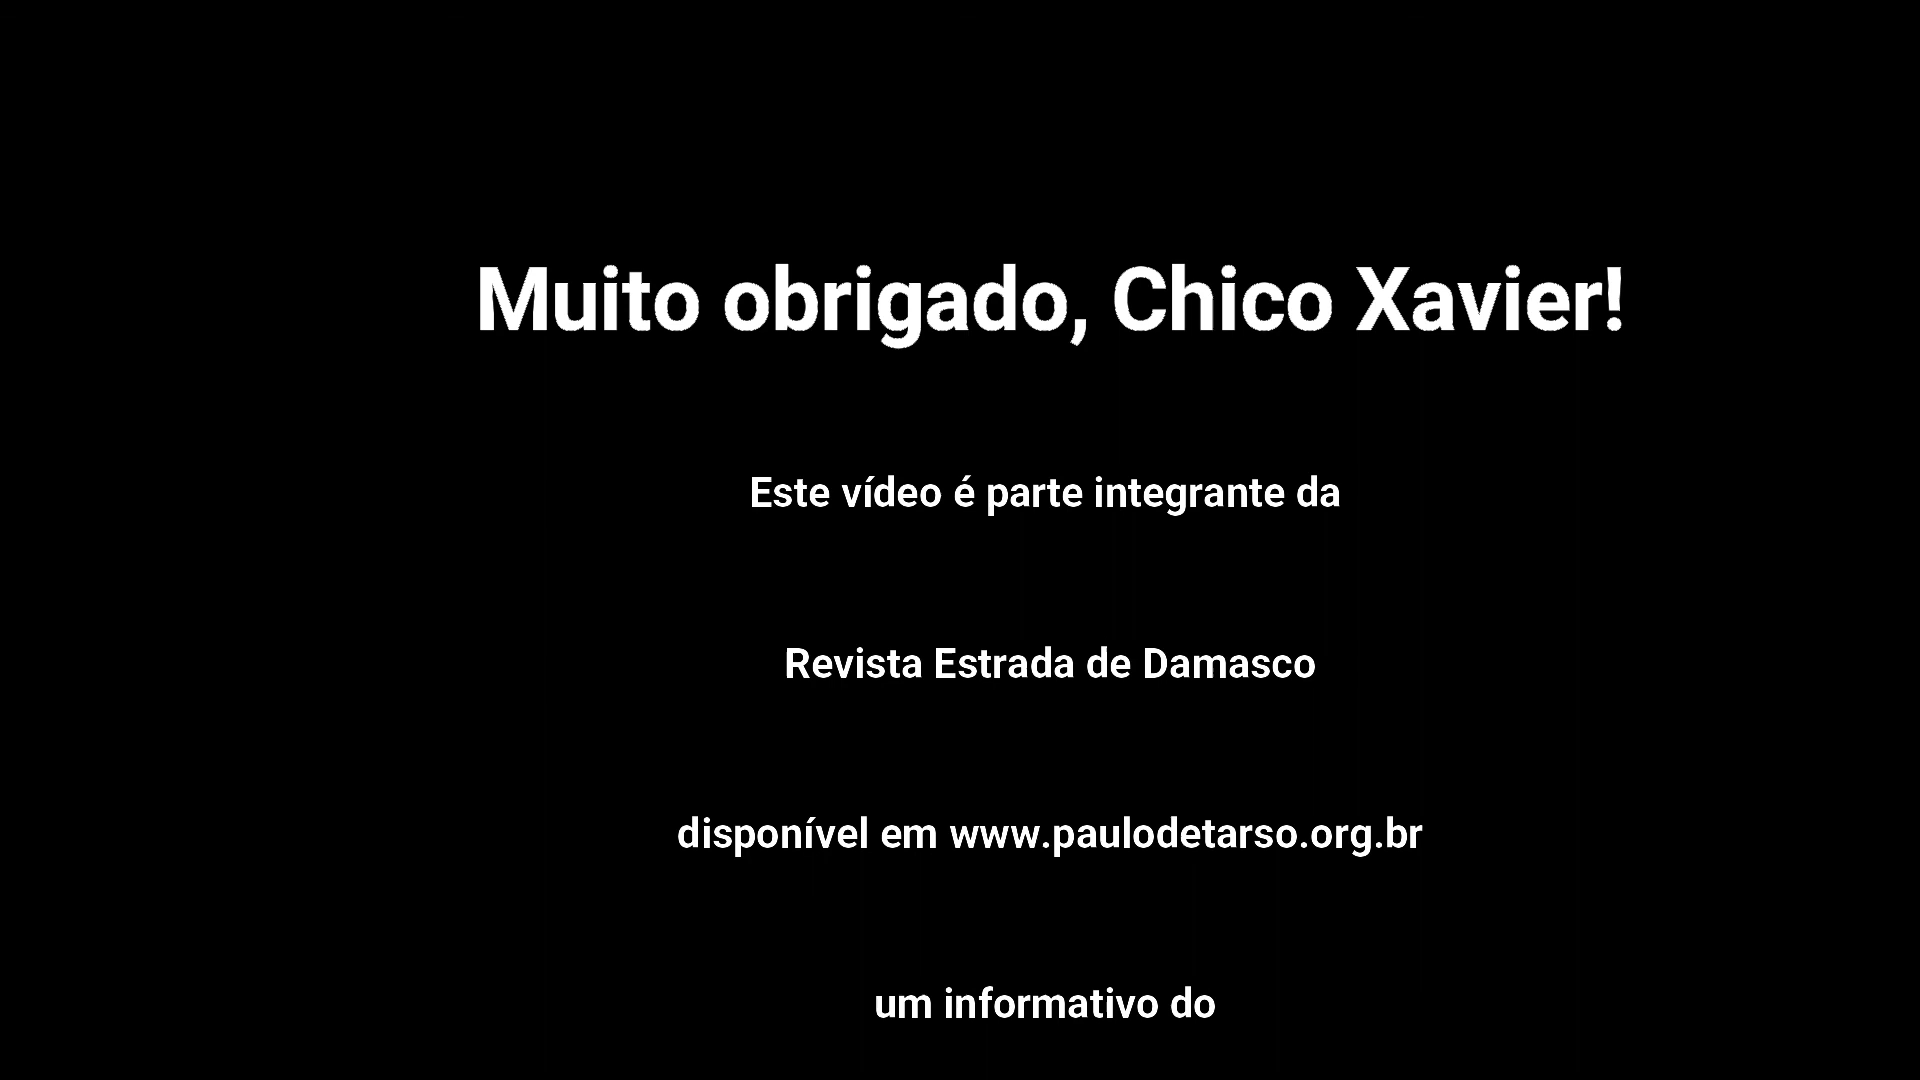 Muito obrigado, Chico Xavier!
Este vídeo é parte integrante da
Revista Estrada de Damasco
disponível em www.paulodetarso.org.br
um informativo do